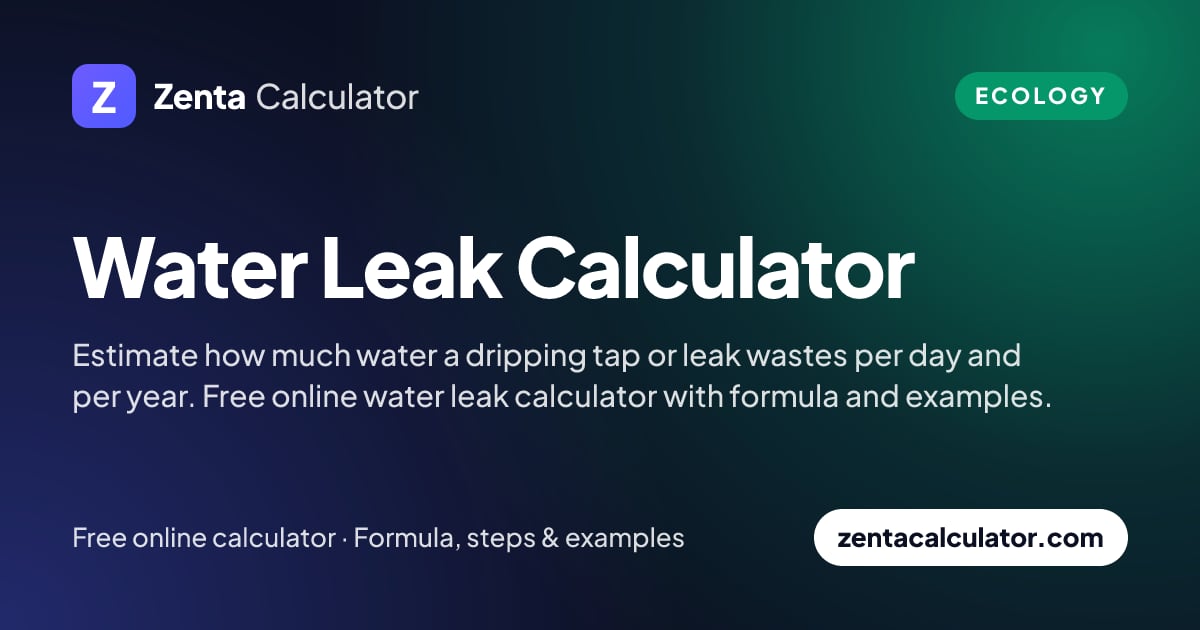 Z
Zenta Calculator
ECOLOGY
Water Leak Calculator
Estimate how much water a dripping tap or leak wastes per day and
per year. Free online water leak calculator with formula and examples.
Free online calculator · Formula, steps & examples
zentacalculator.com